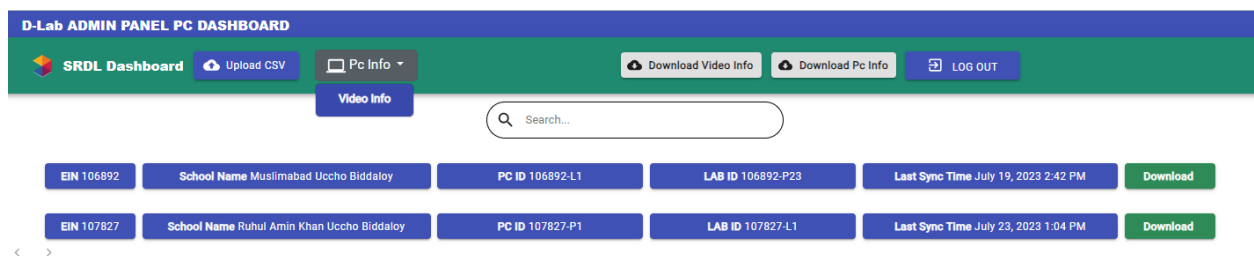 D-Lab ADMIN PANEL PC DASHBOARD
SRDL Dashboard Upload CSV Pc Info Download Video Info Download Pc Info LOG OUT
Video Info
Search...
EIN 106892 School Name Muslimabad Uccho Biddaloy PC ID 106892-L1 LAB ID 106892-P23 Last Sync Time July 19, 2023 2:42 PM Download
EIN 107827 School Name Ruhul Amin Khan Uccho Biddaloy PC ID 107827-P1 LAB ID 107827-L1 Last Sync Time July 23, 2023 1:04 PM Download